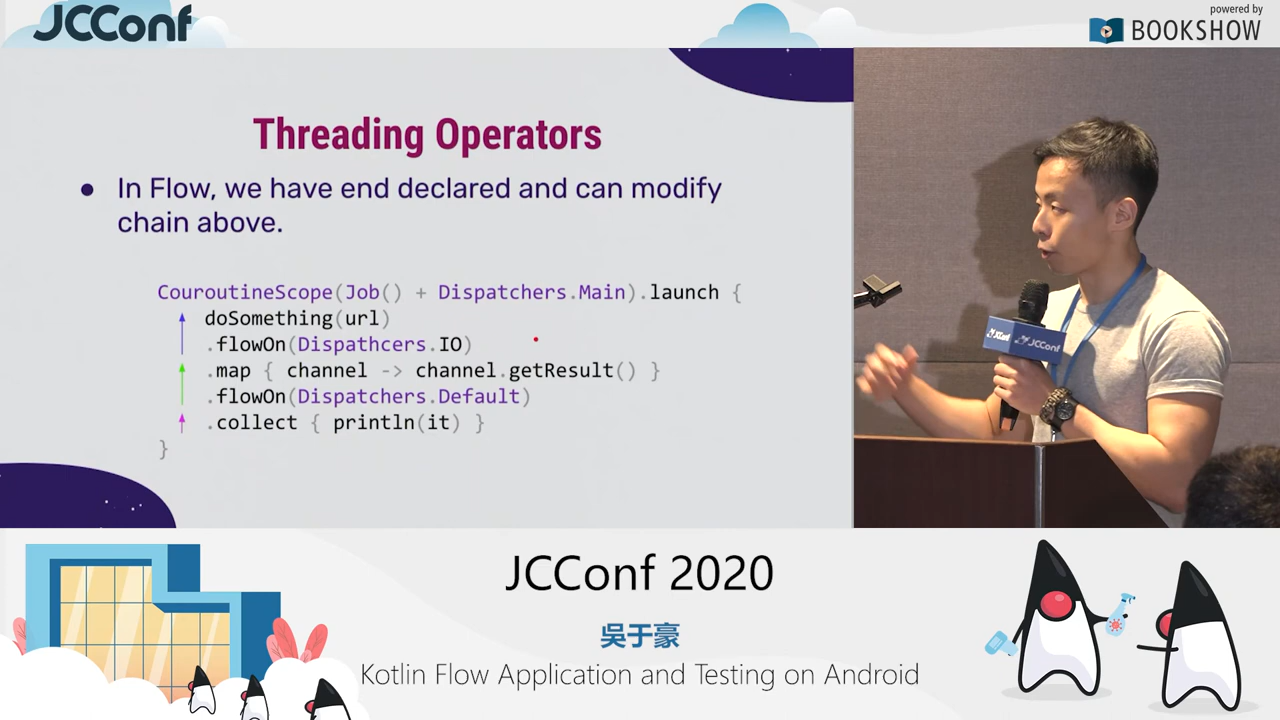 JCConf
powered by
BOOKSHOW
Threading Operators
● In Flow, we have end declared and can modify
chain above.
CouroutineScope(Job() + Dispatchers.Main).launch {
doSomething(url)
.flowOn(Dispathcers.IO)
.map { channel -> channel.getResult() }
.flowOn(Dispatchers.Default)
.collect { println(it) }
}
JCConf
JCConf
JCConf 2020
吳于豪
Kotlin Flow Application and Testing on Android